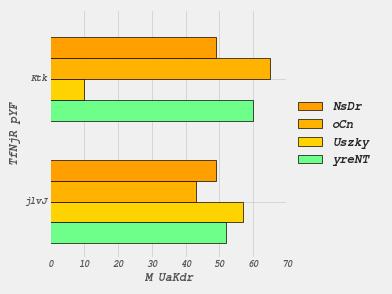 TfNjR pYF
Ktk
jlvJ
0 10 20 30 40 50 60 70
M UaKdr
NsDr
oCn
Uszky
yreNT